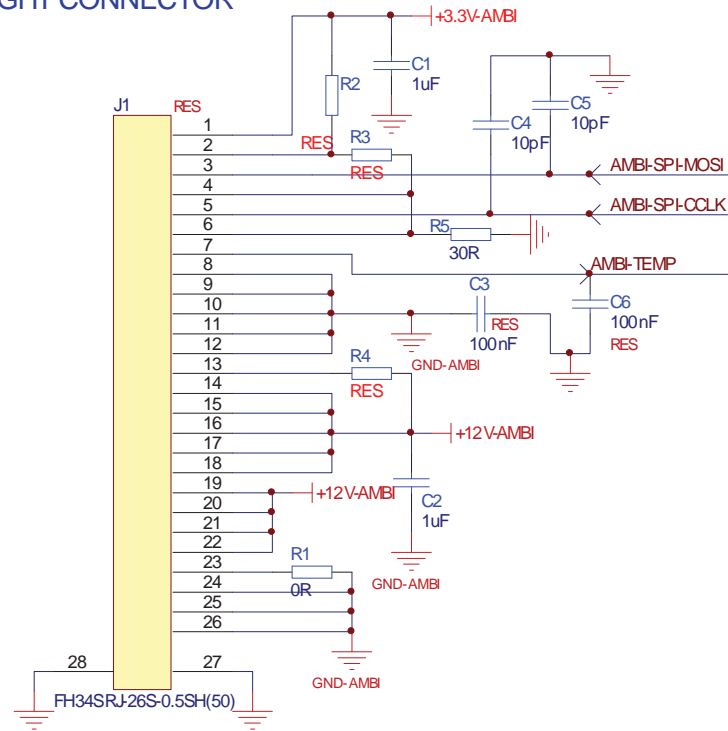 GHT CONNECTOR
+3.3V-AMBI
C1
1uF
R2
RES
J1
RES
R3
RES
C5
10pF
C4
10pF
AMBI-SPI-MOSI
AMBI-SPI-CCLK
R5
30R
AMBI-TEMP
C3
RES
100nF
C6
100nF
RES
GND-AMBI
R4
RES
+12V-AMBI
+12V-AMBI
C2
1uF
GND-AMBI
R1
0R
GND-AMBI
1
2
3
4
5
6
7
8
9
10
11
12
13
14
15
16
17
18
19
20
21
22
23
24
25
26
28
27
FH34SRJ-26S-0.5SH(50)